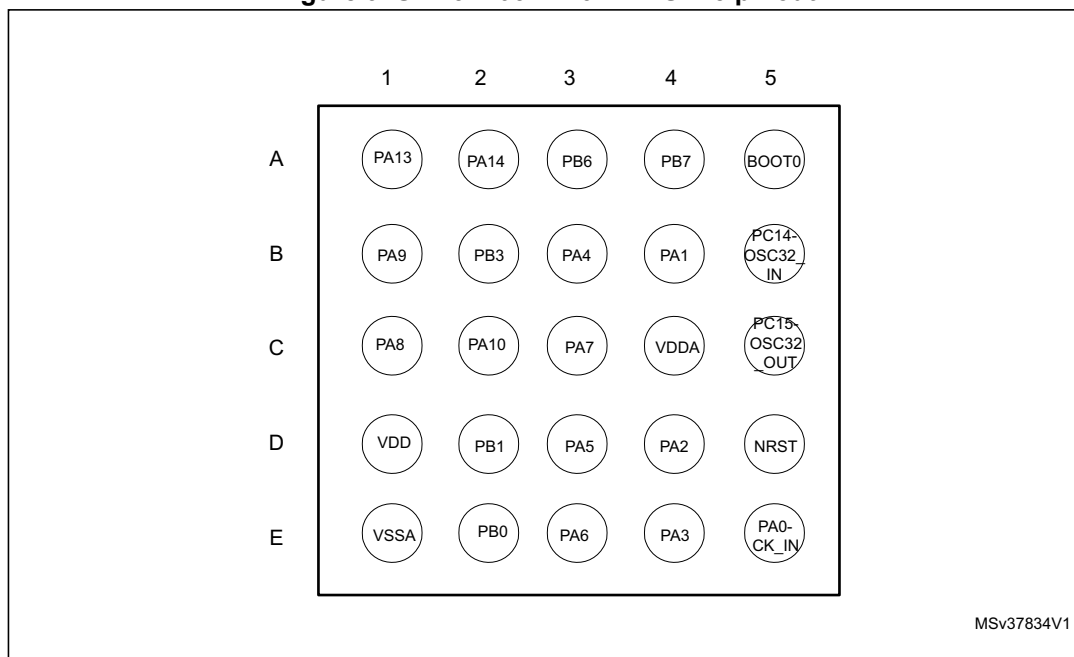 1 2 3 4 5
A PA13 PA14 PB6 PB7 BOOT0
B PA9 PB3 PA4 PA1 PC14-
OSC32_
IN
C PA8 PA10 PA7 VDDA PC15-
OSC32
_OUT
D VDD PB1 PA5 PA2 NRST
E VSSA PB0 PA6 PA3 PA0-
CK_IN
MSv37834V1